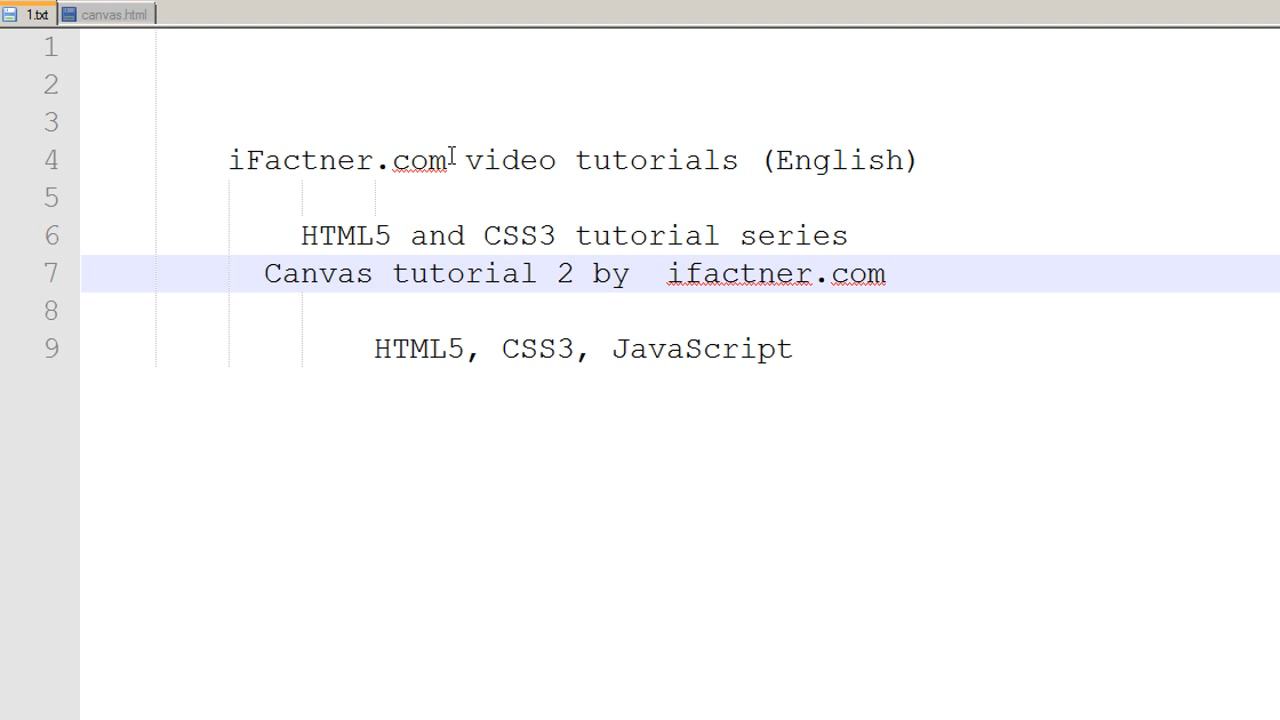 1.txt canvas.html
1
2
3
4 iFactner.com video tutorials (English)
5
6 HTML5 and CSS3 tutorial series
7 Canvas tutorial 2 by  ifactner.com
8
9 HTML5, CSS3, JavaScript